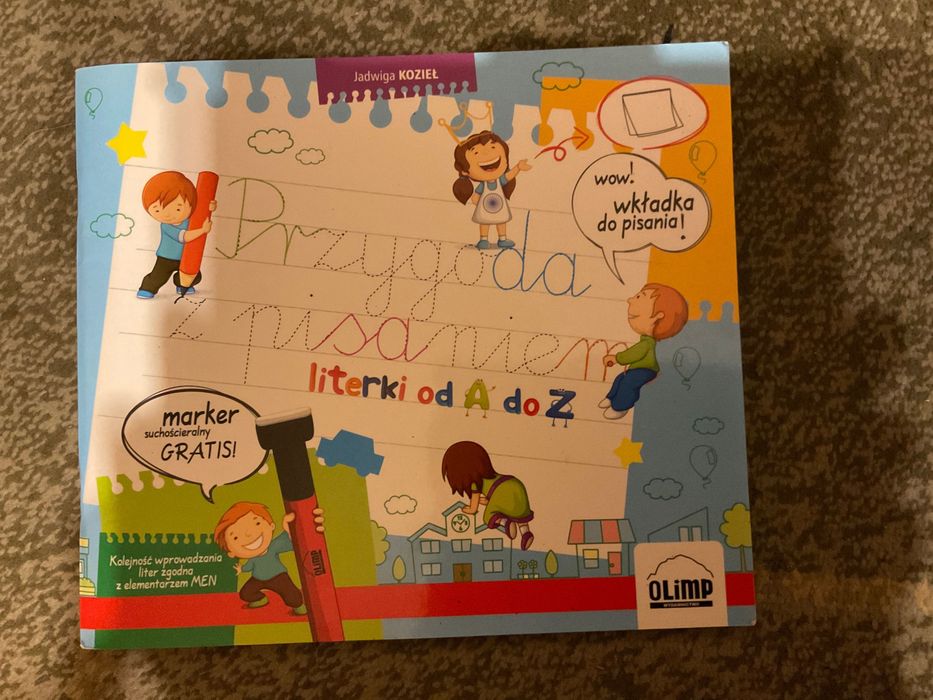 Jadwiga KOZIEŁ
wow!
wkładka
do pisania!
Przygoda
z pisaniem
literki od A do Z
marker
suchościeralny
GRATIS!
Kolejność wprowadzania
liter zgodna
z elementarzem MEN
OLIMP
OLiMP
WYDAWNICTWO